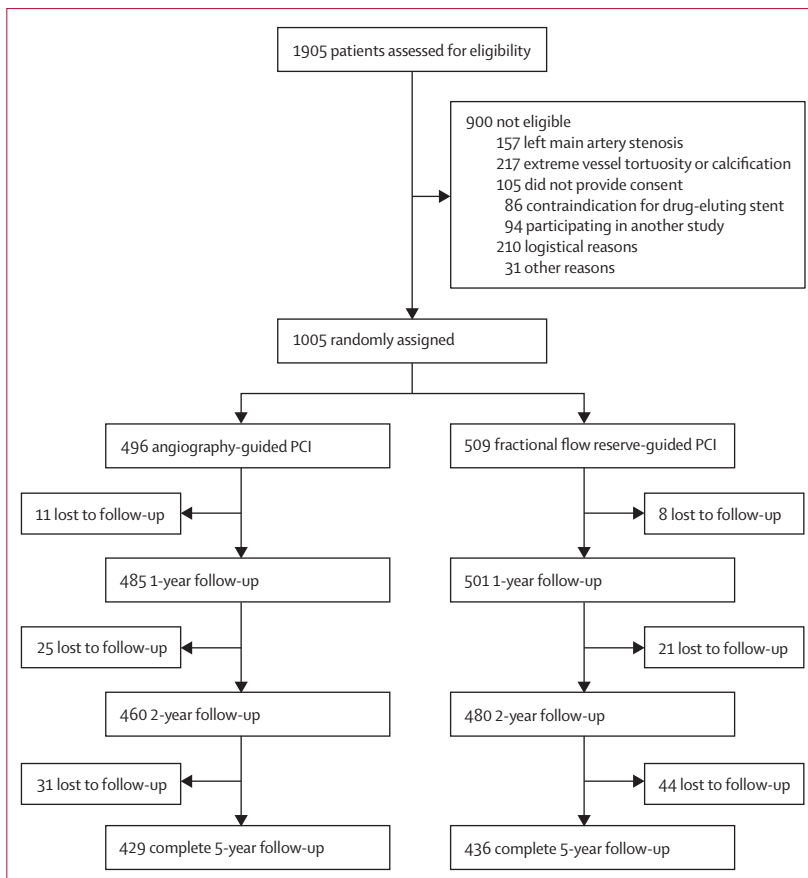 1905 patients assessed for eligibility
900 not eligible
157 left main artery stenosis
217 extreme vessel tortuosity or calcification
105 did not provide consent
86 contraindication for drug-eluting stent
94 participating in another study
210 logistical reasons
31 other reasons
1005 randomly assigned
496 angiography-guided PCI
509 fractional flow reserve-guided PCI
11 lost to follow-up
8 lost to follow-up
485 1-year follow-up
501 1-year follow-up
25 lost to follow-up
21 lost to follow-up
460 2-year follow-up
480 2-year follow-up
31 lost to follow-up
44 lost to follow-up
429 complete 5-year follow-up
436 complete 5-year follow-up